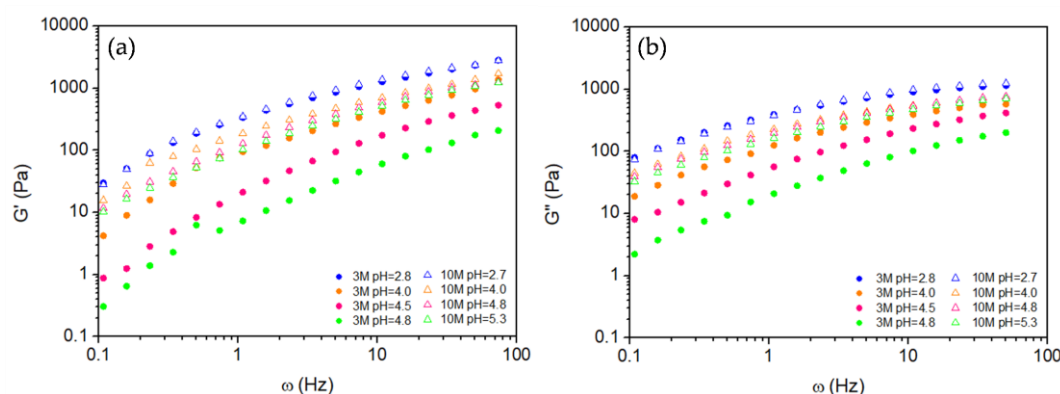 (a)
10000
1000
100
10
1
0.1
G' (Pa)
0.1
1
10
100
ω (Hz)
3M pH=2.8
3M pH=4.0
3M pH=4.5
3M pH=4.8
10M pH=2.7
10M pH=4.0
10M pH=4.8
10M pH=5.3
(b)
10000
1000
100
10
1
0.1
G" (Pa)
0.1
1
10
100
ω (Hz)
3M pH=2.8
3M pH=4.0
3M pH=4.5
3M pH=4.8
10M pH=2.7
10M pH=4.0
10M pH=4.8
10M pH=5.3